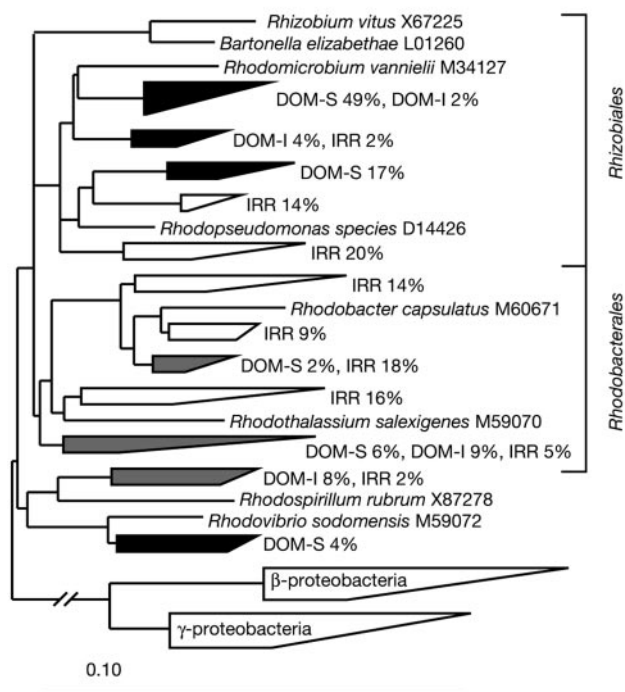 Rhizobium vitus X67225
Bartonella elizabethae L01260
Rhodomicrobium vannielii M34127
DOM-S 49%, DOM-I 2%
DOM-I 4%, IRR 2%
DOM-S 17%
IRR 14%
Rhodopseudomonas species D14426
IRR 20%
Rhizobiales
IRR 14%
Rhodobacter capsulatus M60671
IRR 9%
DOM-S 2%, IRR 18%
IRR 16%
Rhodothalassium salexigenes M59070
DOM-S 6%, DOM-I 9%, IRR 5%
Rhodobacterales
DOM-I 8%, IRR 2%
Rhodospirillum rubrum X87278
Rhodovibrio sodomensis M59072
DOM-S 4%
β-proteobacteria
γ-proteobacteria
0.10